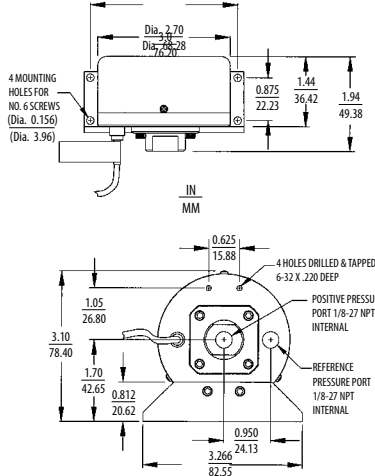 Dia. 2.70
3.0
Dia. 68.28
76.20
4 MOUNTING
HOLES FOR
NO. 6 SCREWS
(Dia. 0.156)
(Dia. 3.96)
0.875
22.23
1.44
36.42
1.94
49.38
IN
MM
0.625
15.88
4 HOLES DRILLED & TAPPED
6-32 X .220 DEEP
POSITIVE PRESSURE
PORT 1/8-27 NPT
INTERNAL
1.05
26.80
3.10
78.40
1.70
42.65
0.812
20.62
REFERENCE
PRESSURE PORT
1/8-27 NPT
INTERNAL
0.950
24.13
3.266
82.55